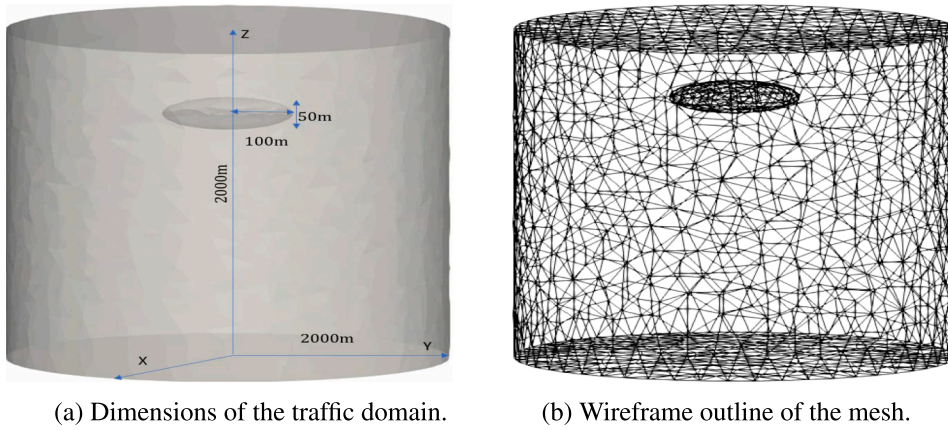 Z
50m
100m
2000m
2000m
X
Y
(a) Dimensions of the traffic domain.
(b) Wireframe outline of the mesh.